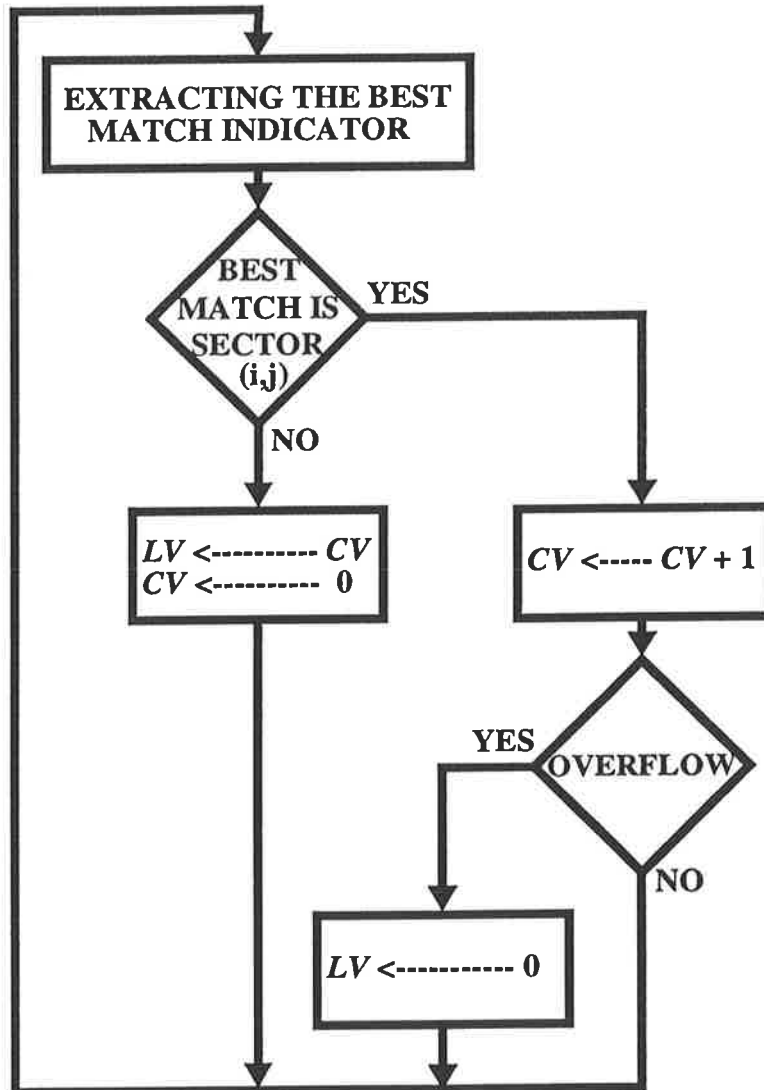 EXTRACTING THE BEST
MATCH INDICATOR
BEST
MATCH IS
SECTOR
(i,j)
YES
NO
LV <---------- CV
CV <---------- 0
CV <----- CV + 1
YES
OVERFLOW
NO
LV <----------- 0